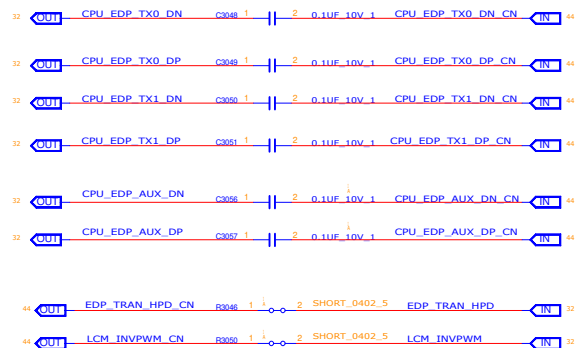 32 OUT CPU_EDP_TX0_DN C3048 1 2 0.1UF_10V_1 CPU_EDP_TX0_DN_CN IN 44
32 OUT CPU_EDP_TX0_DP C3049 1 2 0.1UF_10V_1 CPU_EDP_TX0_DP_CN IN 44
32 OUT CPU_EDP_TX1_DN C3050 1 2 0.1UF_10V_1 CPU_EDP_TX1_DN_CN IN 44
32 OUT CPU_EDP_TX1_DP C3051 1 2 0.1UF_10V_1 CPU_EDP_TX1_DP_CN IN 44
32 OUT CPU_EDP_AUX_DN C3056 1 2 0.1UF_10V_1 CPU_EDP_AUX_DN_CN IN 44
32 OUT CPU_EDP_AUX_DP C3057 1 2 0.1UF_10V_1 CPU_EDP_AUX_DP_CN IN 44
44 OUT EDP_TRAN_HPD_CN R3046 1 2 SHORT_0402_5 EDP_TRAN_HPD IN 32
44 OUT LCM_INVPWM_CN R3050 1 2 SHORT_0402_5 LCM_INVPWM IN 32